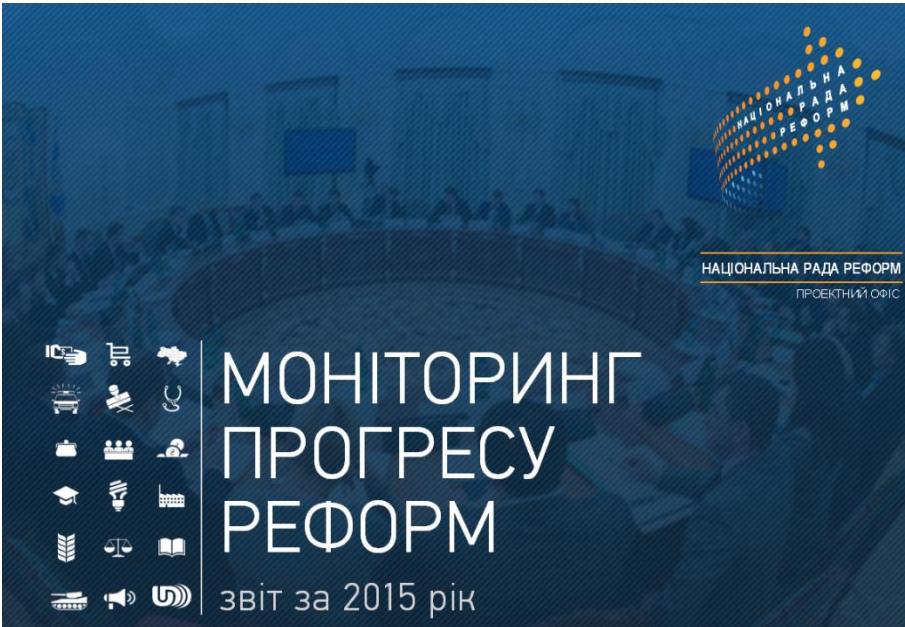 НАЦІОНАЛЬНА
РАДА
РЕФОРМ
НАЦІОНАЛЬНА РАДА РЕФОРМ
ПРОЕКТНИЙ ОФІС
МОНІТОРИНГ
ПРОГРЕСУ
РЕФОРМ
звіт за 2015 рік